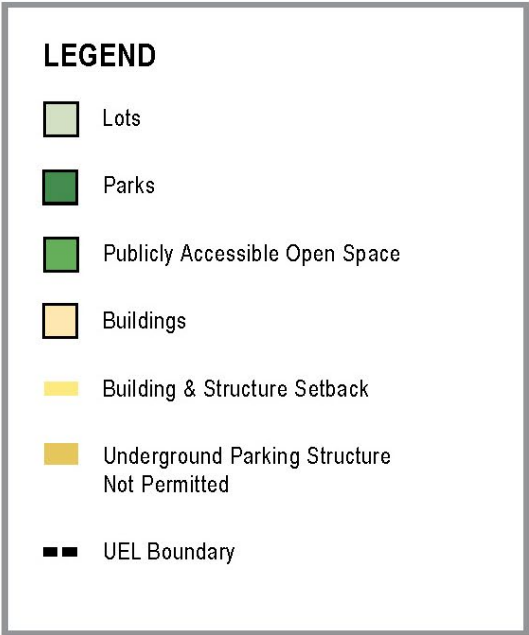 LEGEND
Lots
Parks
Publicly Accessible Open Space
Buildings
Building & Structure Setback
Underground Parking Structure
Not Permitted
UEL Boundary